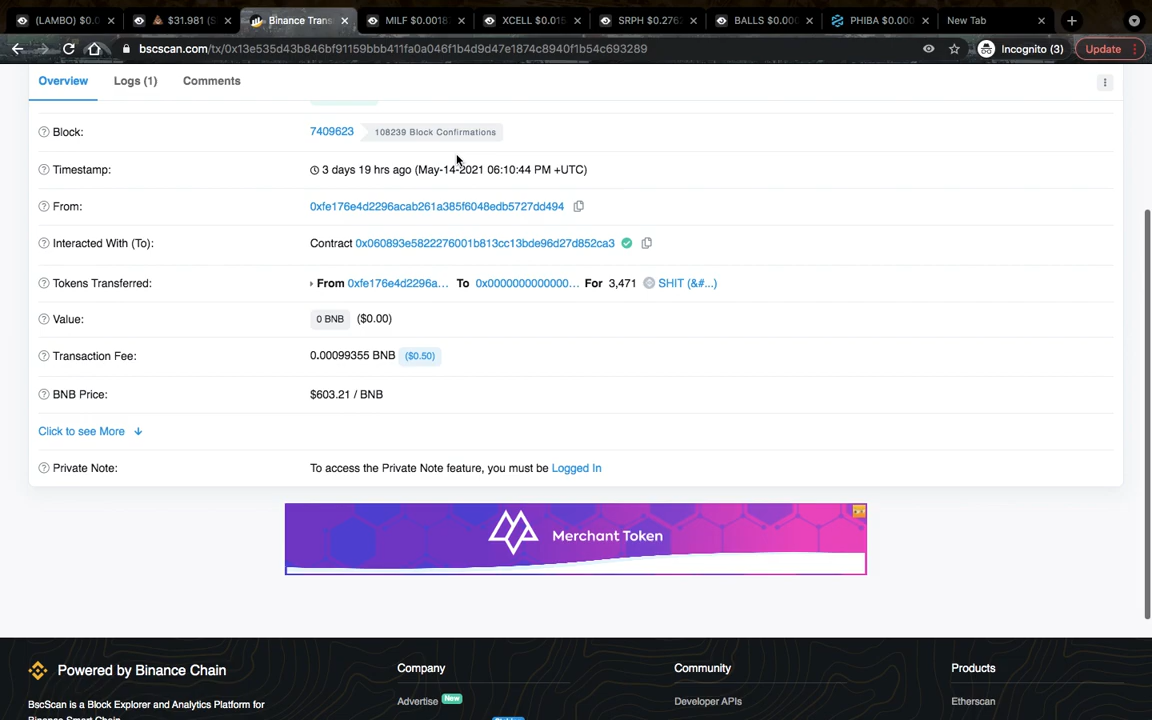 (LAMBO) $0.0
$31.981 (S
Binance Trans
MILF $0.0018
XCELL $0.015
SRPH $0.276
BALLS $0.00
PHIBA $0.000
New Tab
bscscan.com/tx/0x13e535d43b846bf91159bbb411fa0a046f1b4d9d47e1874c8940f1b54c693289
Incognito (3)
Update
Overview
Logs (1)
Comments
Block:
7409623
108239 Block Confirmations
Timestamp:
3 days 19 hrs ago (May-14-2021 06:10:44 PM +UTC)
From:
0xfe176e4d2296acab261a385f6048edb5727dd494
Interacted With (To):
Contract 0x060893e5822276001b813cc13bde96d27d852ca3
Tokens Transferred:
From 0xfe176e4d2296a... To 0x0000000000000... For 3,471 SHIT (&#...)
Value:
0 BNB ($0.00)
Transaction Fee:
0.00099355 BNB ($0.50)
BNB Price:
$603.21 / BNB
Click to see More
Private Note:
To access the Private Note feature, you must be Logged In
Merchant Token
Powered by Binance Chain
BscScan is a Block Explorer and Analytics Platform for
Binance Smart Chain
Company
Advertise New
Community
Developer APIs
Products
Etherscan